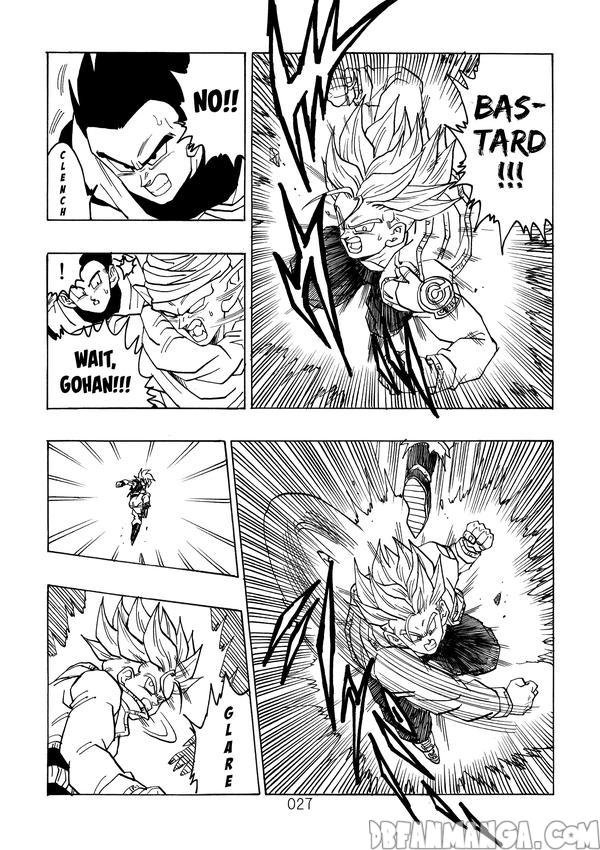 BAS-
TARD
!!!
NO!!
CLENCH
!
WAIT,
GOHAN!!!
GLARE
027
DBFANMANGA.COM